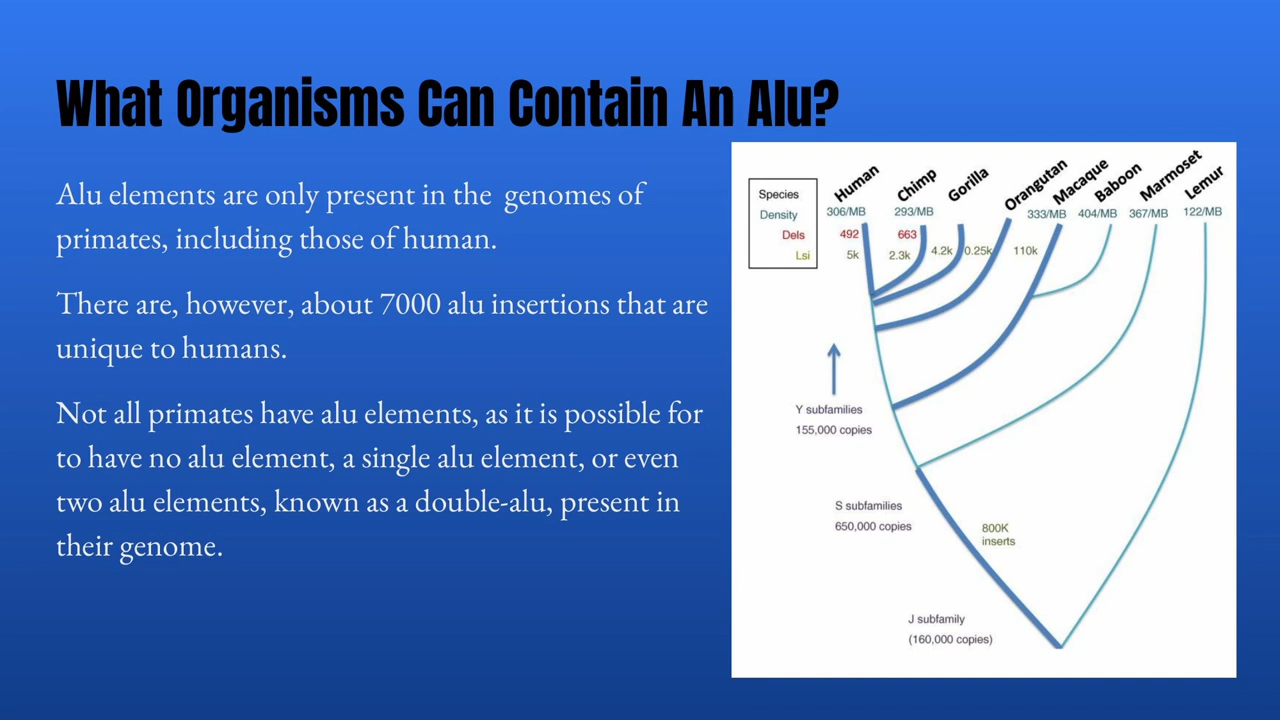 What Organisms Can Contain An Alu?
Alu elements are only present in the genomes of
primates, including those of human.
There are, however, about 7000 alu insertions that are
unique to humans.
Not all primates have alu elements, as it is possible for
to have no alu element, a single alu element, or even
two alu elements, known as a double-alu, present in
their genome.
Species
Density
Dels
Lsi
Human
Chimp
Gorilla
Orangutan
Macaque
Baboon
Marmoset
Lemur
306/MB
293/MB
333/MB
404/MB
367/MB
122/MB
492
663
5k
2.3k
4.2k
0.25k
110k
Y subfamilies
155,000 copies
S subfamilies
650,000 copies
800K
inserts
J subfamily
(160,000 copies)